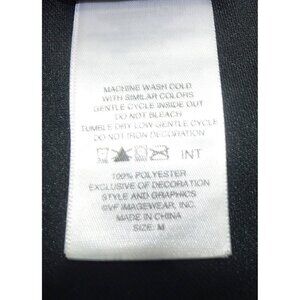 MACHINE WASH COLD
WITH SIMILAR COLORS
GENTLE CYCLE INSIDE OUT
DO NOT BLEACH
TUMBLE DRY LOW GENTLE CYCLE
DO NOT IRON DECORATION
INT
100% POLYESTER
EXCLUSIVE OF DECORATION
STYLE AND GRAPHICS
©VF IMAGEWEAR, INC.
MADE IN CHINA
SIZE: M